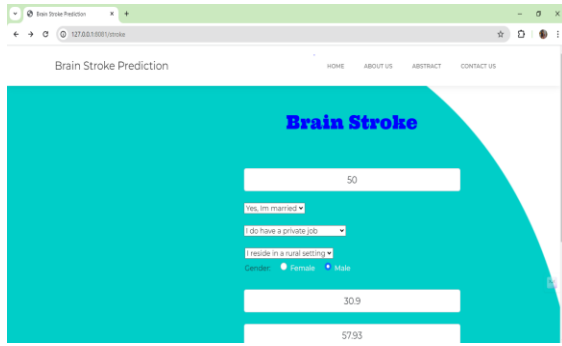 Brain Stroke Prediction
127.0.0.1:8001/stroke
Brain Stroke Prediction
HOME ABOUT US ABSTRACT CONTACT US
Brain Stroke
50
Yes, Im married
I do have a private job
I reside in a rural setting
Gender: Female Male
30.9
57.93